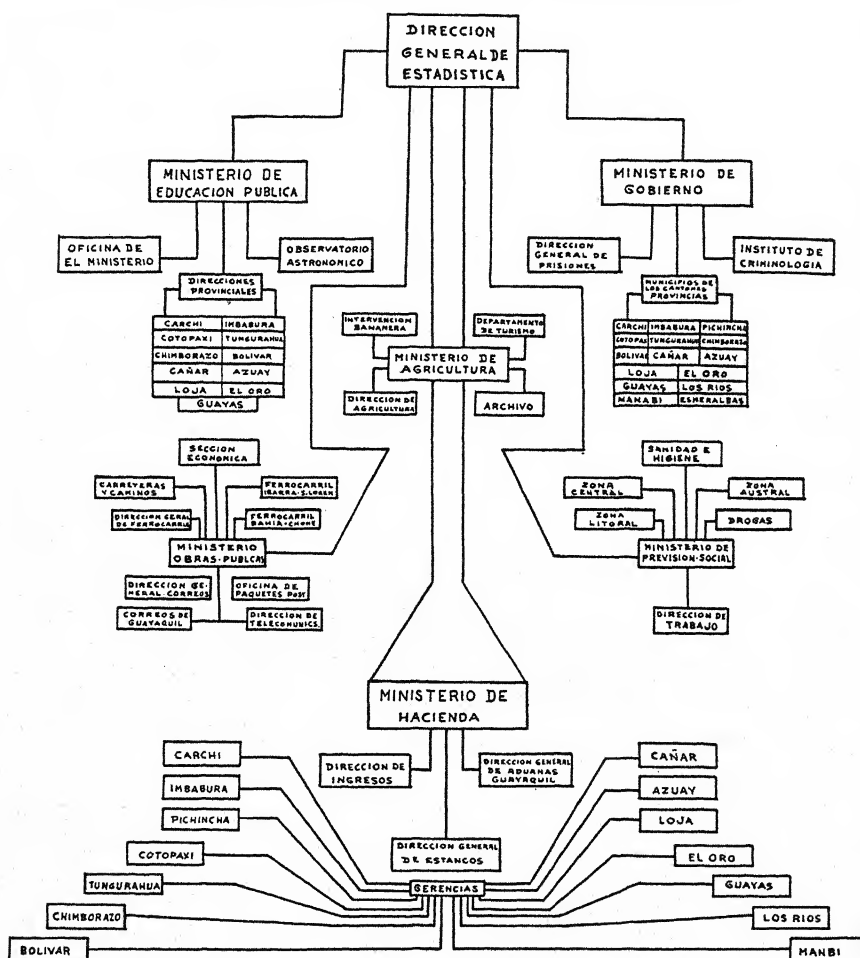 DIRECCION
GENERAL DE
ESTADISTICA
MINISTERIO DE
EDUCACION PUBLICA
MINISTERIO DE
GOBIERNO
OFICINA DE
EL MINISTERIO
OBSERVATORIO
ASTRONOMICO
DIRECCION
GENERAL DE
PRISIONES
INSTITUTO DE
CRIMINOLOGIA
DIRECCIONES
PROVINCIALES
CARCHI
IMBABURA
COTOPAXI
TUNGURAHUA
CHIMBORAZO
BOLIVAR
CAÑAR
AZUAY
LOJA
EL ORO
GUAYAS
MUNICIPIOS DE
LOS CANTONES
PROVINCIAS
CARCHI
IMBABURA
PICHINCHA
COTOPAX
TUNGURAHUA
CHIMBORAZO
BOLIVAR
CAÑAR
AZUAY
LOJA
EL ORO
GUAYAS
LOS RIOS
MANABI
ESMERALDAS
INTERVENCION
BANANERA
DEPARTAMENTO
DE TURISMO
MINISTERIO DE
AGRICULTURA
DIRECCION DE
AGRICULTURA
ARCHIVO
SECCION
ECONOMICA
CARRETERAS
Y CAMINOS
FERROCARRIL
IBARRA-S.LOREN
DIRECCION GERAL
DE FERROCARRIL
FERROCARRIL
BAHIA-CHONE
MINISTERIO
OBRAS-PUBLCAS
DIRECCION GE-
NERAL-CORREOS
OFICINA DE
PAQUETES POST
CORREOS DE
GUAYAQUIL
DIRECCION DE
TELECOMUNICS.
SANIDAD E
HIGIENE
ZONA
CENTRAL
ZONA
AUSTRAL
ZONA
LITORAL
DROGAS
MINISTERIO DE
PREVISION-SOCIAL
DIRECCION DE
TRABAJO
MINISTERIO DE
HACIENDA
DIRECCION DE
INGRESOS
DIRECCION GENERAL
DE ADUANAS
GUAYAQUIL
DIRECCION GENERAL
DE ESTANCOS
GERENCIAS
CARCHI
IMBABURA
PICHINCHA
COTOPAXI
TUNGURAHUA
CHIMBORAZO
BOLIVAR
CAÑAR
AZUAY
LOJA
EL ORO
GUAYAS
LOS RIOS
MANBI